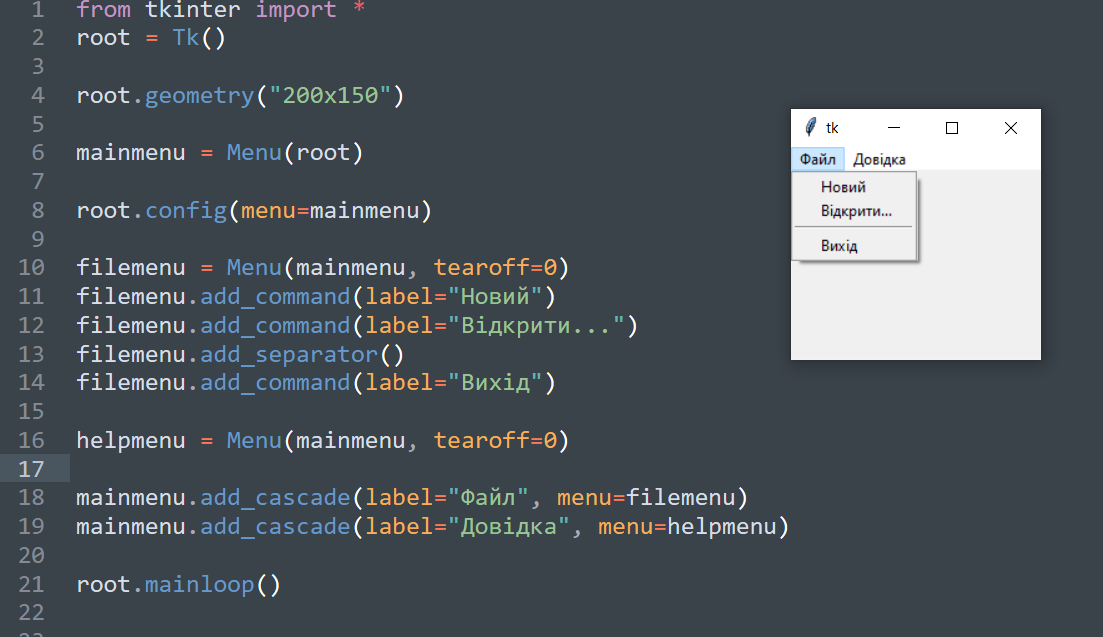 1 from tkinter import *
2 root = Tk()
3
4 root.geometry("200x150")
5
6 mainmenu = Menu(root)
7
8 root.config(menu=mainmenu)
9
10 filemenu = Menu(mainmenu, tearoff=0)
11 filemenu.add_command(label="Новий")
12 filemenu.add_command(label="Відкрити...")
13 filemenu.add_separator()
14 filemenu.add_command(label="Вихід")
15
16 helpmenu = Menu(mainmenu, tearoff=0)
17
18 mainmenu.add_cascade(label="Файл", menu=filemenu)
19 mainmenu.add_cascade(label="Довідка", menu=helpmenu)
20
21 root.mainloop()
22
23
tk
Файл Довідка
Новий
Відкрити...
Вихід